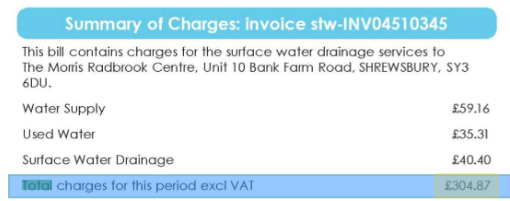 Summary of Charges: invoice stw-INV04510345
This bill contains charges for the surface water drainage services to
The Morris Radbrook Centre, Unit 10 Bank Farm Road, SHREWSBURY, SY3
6DU.
Water Supply £59.16
Used Water £35.31
Surface Water Drainage £40.40
Total charges for this period excl VAT £304.87